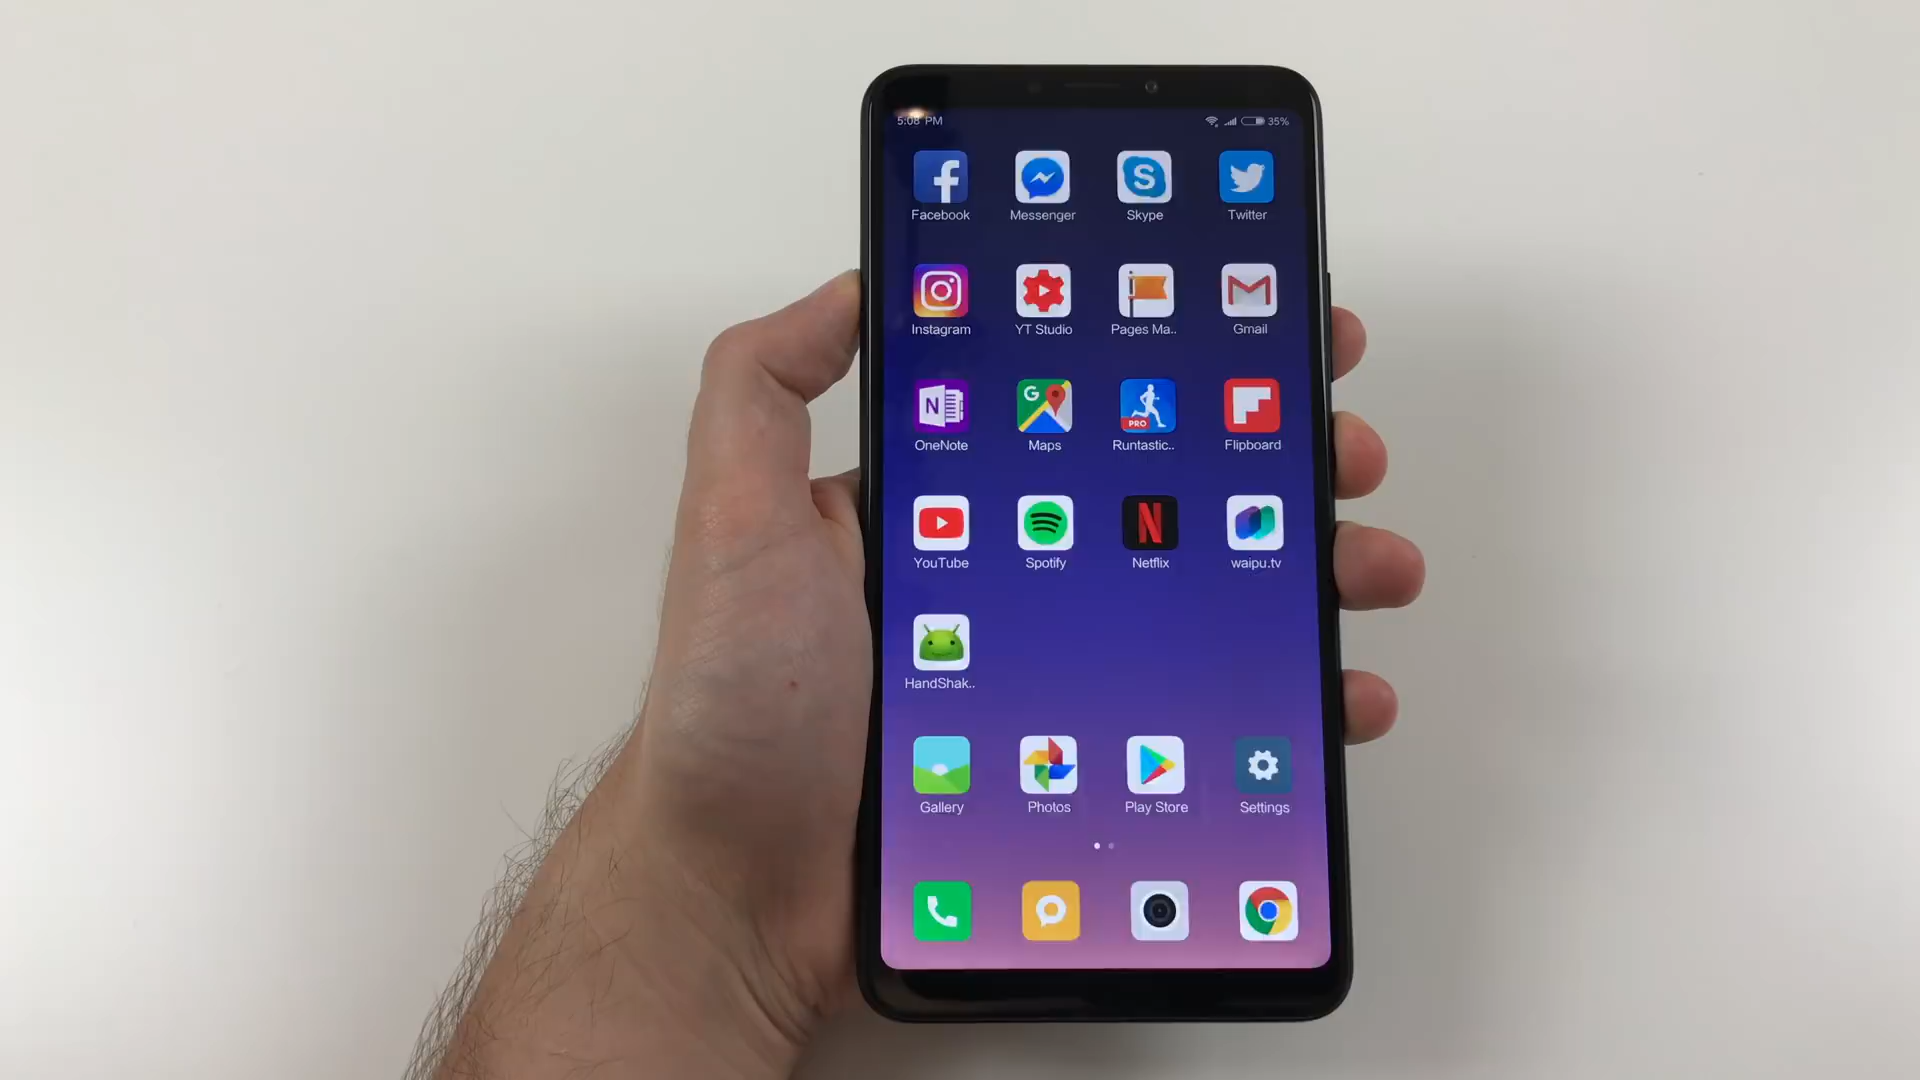 5:08 PM 35%
Facebook Messenger Skype Twitter
Instagram YT Studio Pages Ma.. Gmail
N G PRO
OneNote Maps Runtastic.. Flipboard
YouTube Spotify Netflix waipu.tv
HandShak..
Gallery Photos Play Store Settings